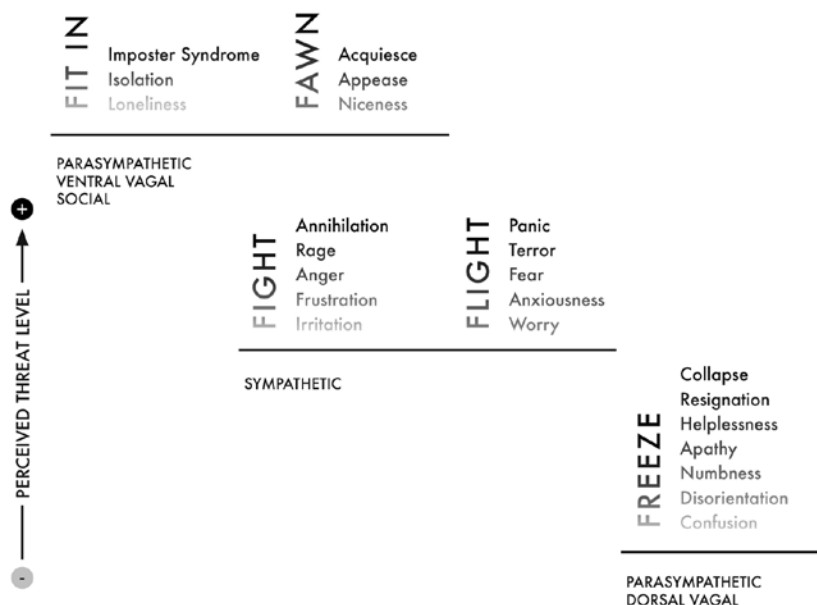 FIT IN
Imposter Syndrome
Isolation
Loneliness
FAWN
Acquiesce
Appease
Niceness
PARASYMPATHETIC
VENTRAL VAGAL
SOCIAL
+
PERCEIVED THREAT LEVEL
-
FIGHT
Annihilation
Rage
Anger
Frustration
Irritation
FLIGHT
Panic
Terror
Fear
Anxiousness
Worry
SYMPATHETIC
FREEZE
Collapse
Resignation
Helplessness
Apathy
Numbness
Disorientation
Confusion
PARASYMPATHETIC
DORSAL VAGAL